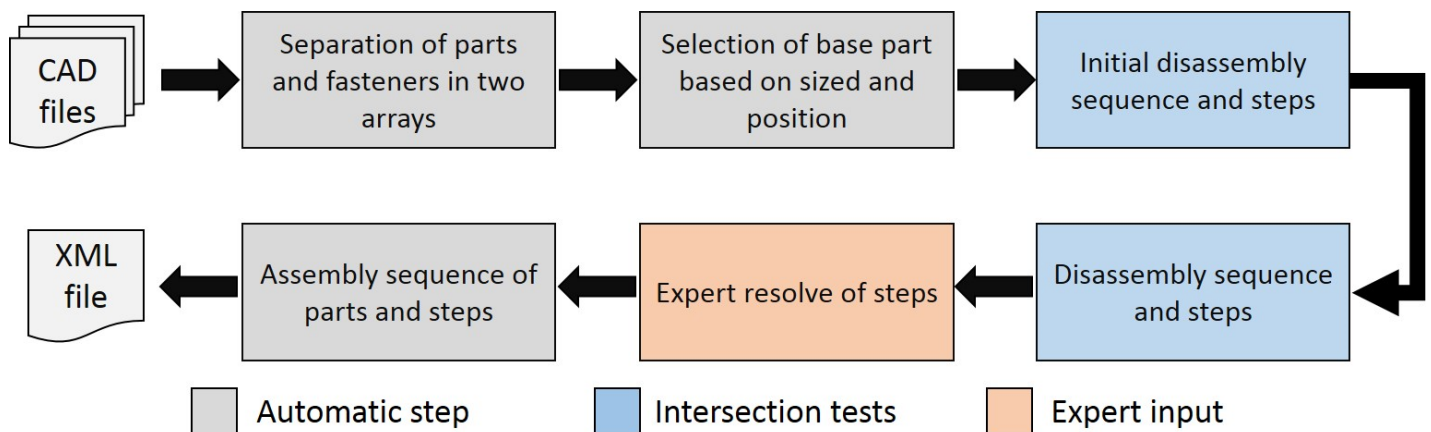 CAD
files
Separation of parts
and fasteners in two
arrays
Selection of base part
based on sized and
position
Initial disassembly
sequence and steps
Disassembly sequence
and steps
Expert resolve of steps
Assembly sequence of
parts and steps
XML
file
Automatic step
Intersection tests
Expert input